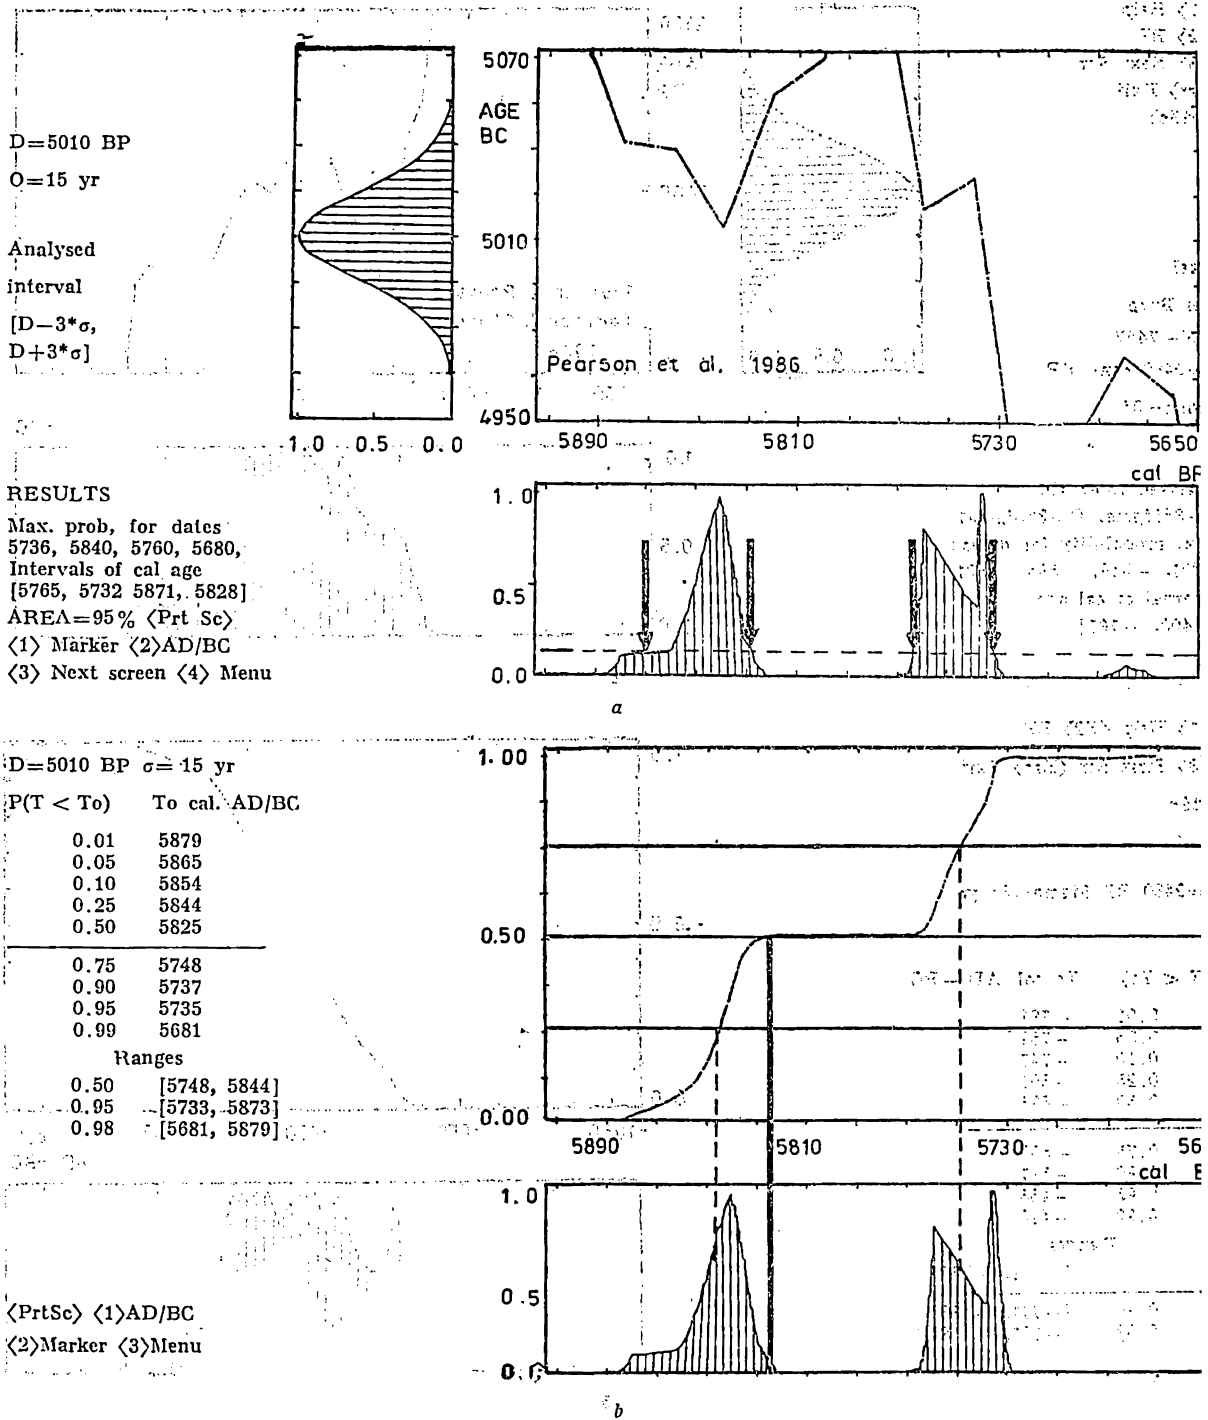 D=5010 BP
O=15 yr
Analysed
interval
[D—3*σ,
D+3*σ]
1.0 0.5 0.0
5070
AGE
BC
5010
4950
Pearson et al. 1986
5890 5810 5730 5650
cal BP
RESULTS
Max. prob, for dates
5736, 5840, 5760, 5680,
Intervals of cal age
[5765, 5732 5871, 5828]
AREA=95% ⟨Prt Sc⟩
⟨1⟩ Marker ⟨2⟩AD/BC
⟨3⟩ Next screen ⟨4⟩ Menu
1.0
0.5
0.0
a
D=5010 BP σ= 15 yr
P(T < To) To cal. AD/BC
0.01 5879
0.05 5865
0.10 5854
0.25 5844
0.50 5825
0.75 5748
0.90 5737
0.95 5735
0.99 5681
Ranges
0.50 [5748, 5844]
0.95 [5733, 5873]
0.98 [5681, 5879]
1.00
0.50
0.00
5890 5810 5730 56
cal B
1.0
0.5
0.0
⟨PrtSc⟩ ⟨1⟩AD/BC
⟨2⟩Marker ⟨3⟩Menu
b